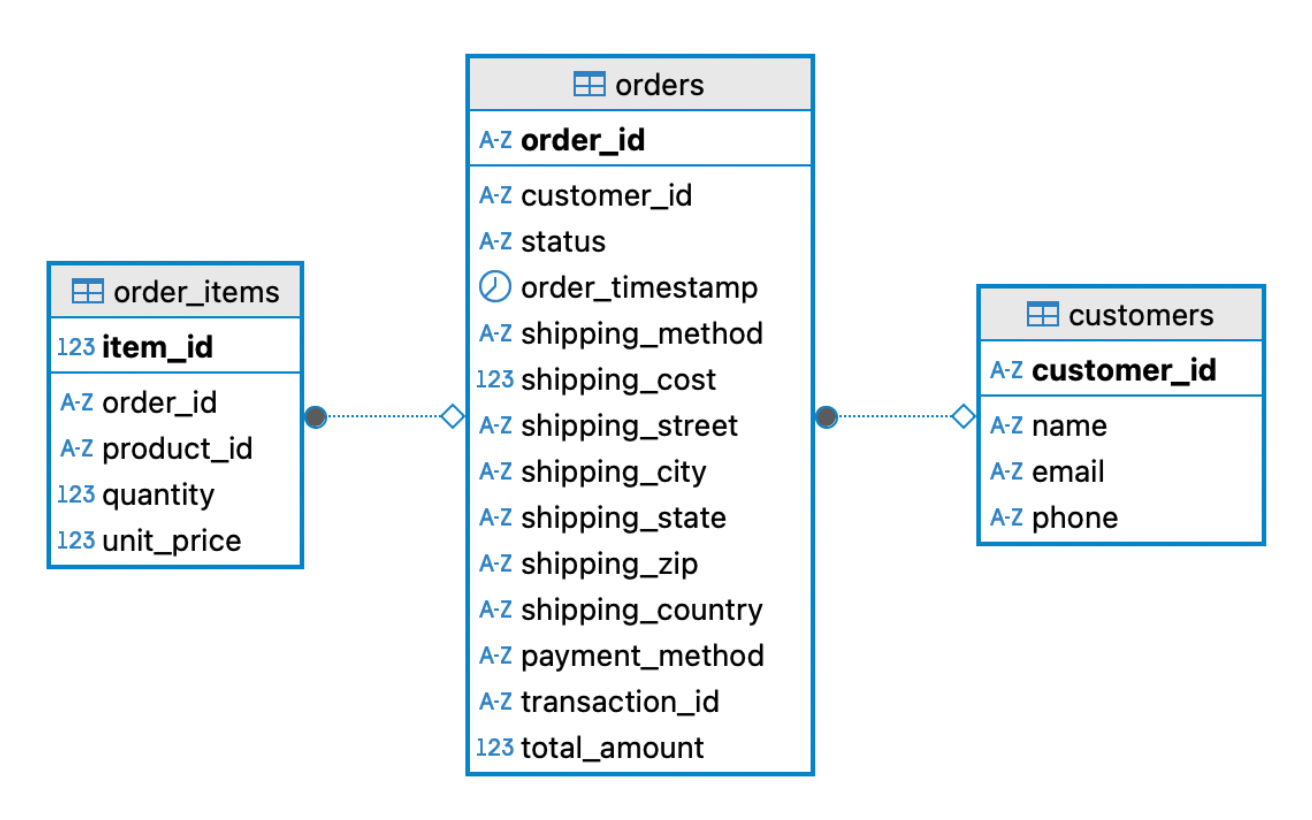 order_items
123 item_id
A-Z order_id
A-Z product_id
123 quantity
123 unit_price
orders
A-Z order_id
A-Z customer_id
A-Z status
order_timestamp
A-Z shipping_method
123 shipping_cost
A-Z shipping_street
A-Z shipping_city
A-Z shipping_state
A-Z shipping_zip
A-Z shipping_country
A-Z payment_method
A-Z transaction_id
123 total_amount
customers
A-Z customer_id
A-Z name
A-Z email
A-Z phone